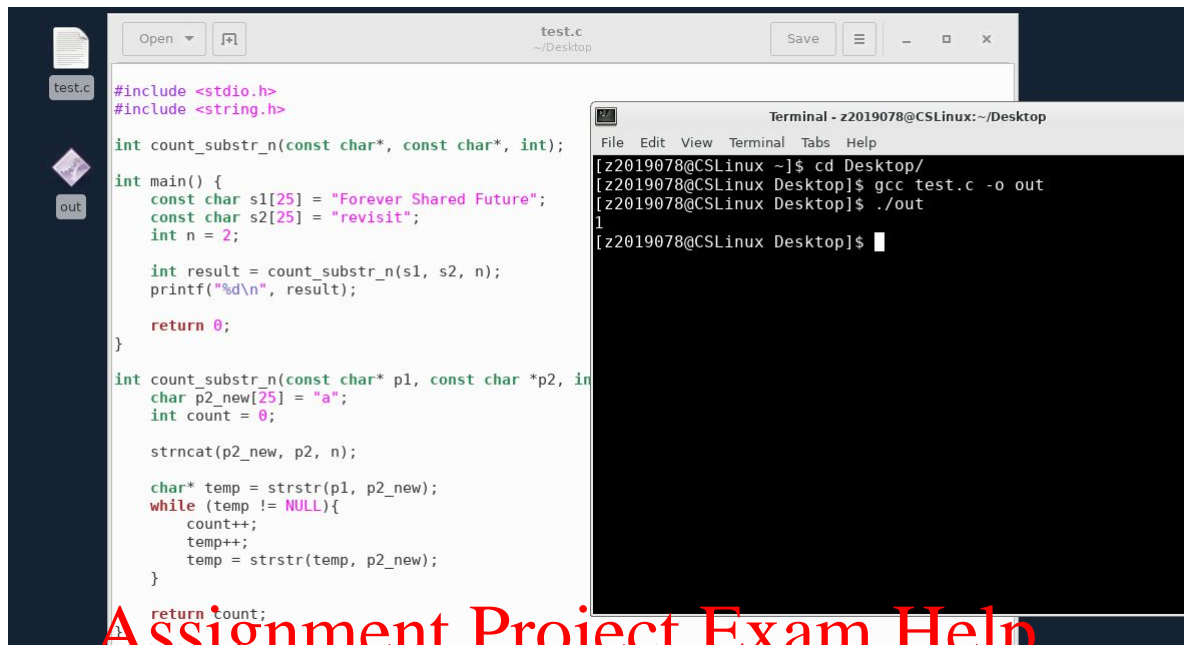 Open
test.c
~/Desktop
Save
test.c
out
#include <stdio.h>
#include <string.h>
int count_substr_n(const char*, const char*, int);
int main() {
const char s1[25] = "Forever Shared Future";
const char s2[25] = "revisit";
int n = 2;
int result = count_substr_n(s1, s2, n);
printf("%d\n", result);
return 0;
}
int count_substr_n(const char* p1, const char *p2, in
char p2_new[25] = "a";
int count = 0;
strncat(p2_new, p2, n);
char* temp = strstr(p1, p2_new);
while (temp != NULL){
count++;
temp++;
temp = strstr(temp, p2_new);
}
return count;
}
Terminal - z2019078@CSLinux:~/Desktop
File Edit View Terminal Tabs Help
[z2019078@CSLinux ~]$ cd Desktop/
[z2019078@CSLinux Desktop]$ gcc test.c -o out
[z2019078@CSLinux Desktop]$ ./out
1
[z2019078@CSLinux Desktop]$
Assignment Project Exam Help